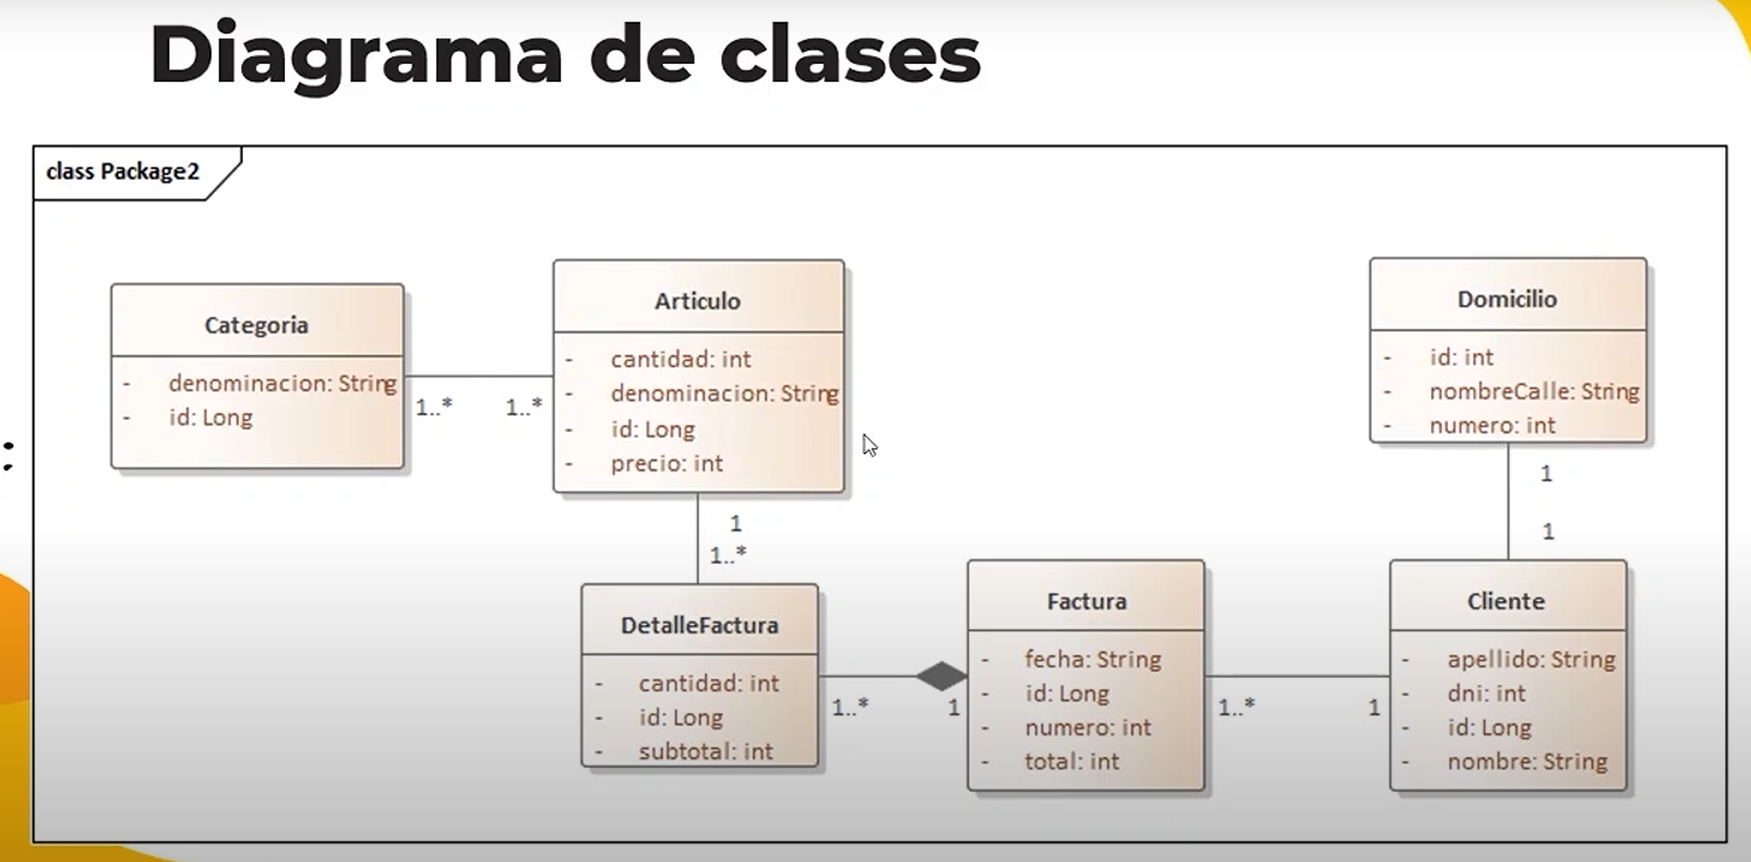 Diagrama de clases
class Package2
:
Categoria
- denominacion: String
- id: Long
1..*
1..*
Articulo
- cantidad: int
- denominacion: String
- id: Long
- precio: int
1
1..*
Domicilio
- id: int
- nombreCalle: String
- numero: int
1
1
DetalleFactura
- cantidad: int
- id: Long
- subtotal: int
1..*
1
Factura
- fecha: String
- id: Long
- numero: int
- total: int
1..*
1
Cliente
- apellido: String
- dni: int
- id: Long
- nombre: String